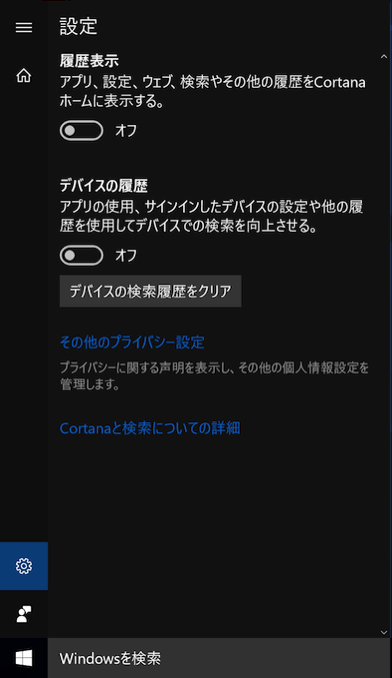 設定
履歴表示
アプリ、設定、ウェブ、検索やその他の履歴をCortana
ホームに表示する。
オフ
デバイスの履歴
アプリの使用、サインインしたデバイスの設定や他の履
歴を使用してデバイスでの検索を向上させる。
オフ
デバイスの検索履歴をクリア
その他のプライバシー設定
プライバシーに関する声明を表示し、その他の個人情報設定を
管理します。
Cortanaと検索についての詳細
Windowsを検索